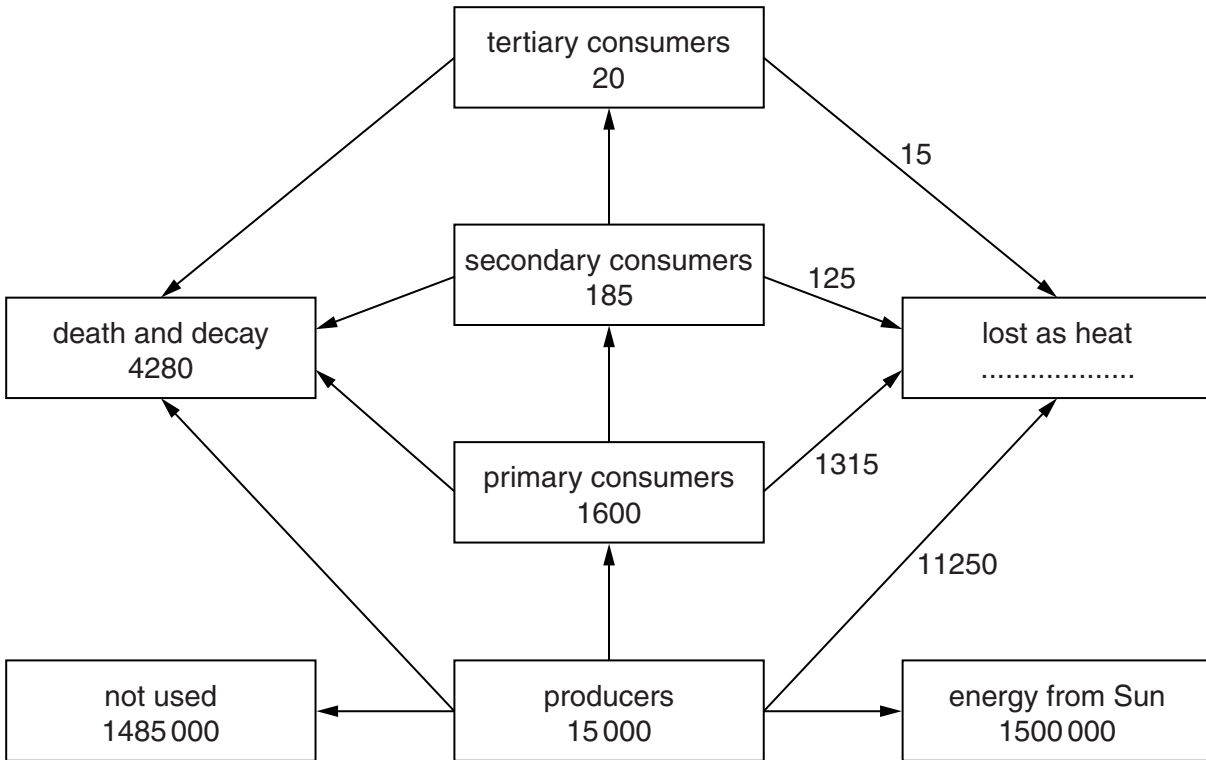 tertiary consumers
20
15
secondary consumers
185
125
death and decay
4280
lost as heat
...................
primary consumers
1600
1315
11250
not used
1485 000
producers
15 000
energy from Sun
1500 000